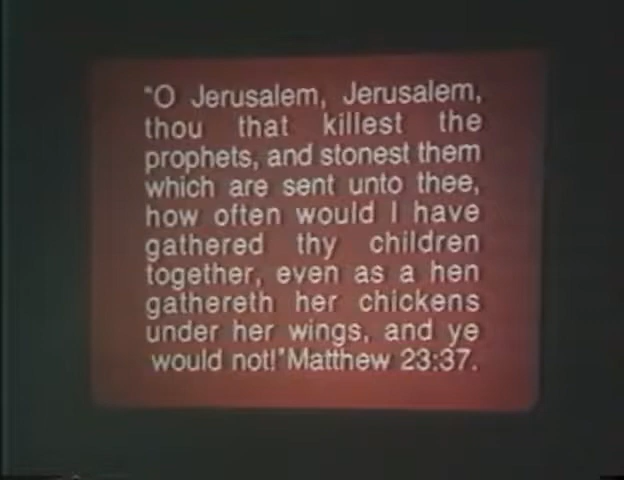 "O Jerusalem, Jerusalem,
thou that killest the
prophets, and stonest them
which are sent unto thee,
how often would I have
gathered thy children
together, even as a hen
gathereth her chickens
under her wings, and ye
would not!"Matthew 23:37.